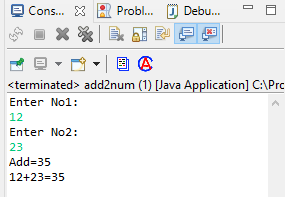 Cons...
Probl...
Debu...
<terminated> add2num (1) [Java Application] C:\Pro
Enter No1:
12
Enter No2:
23
Add=35
12+23=35